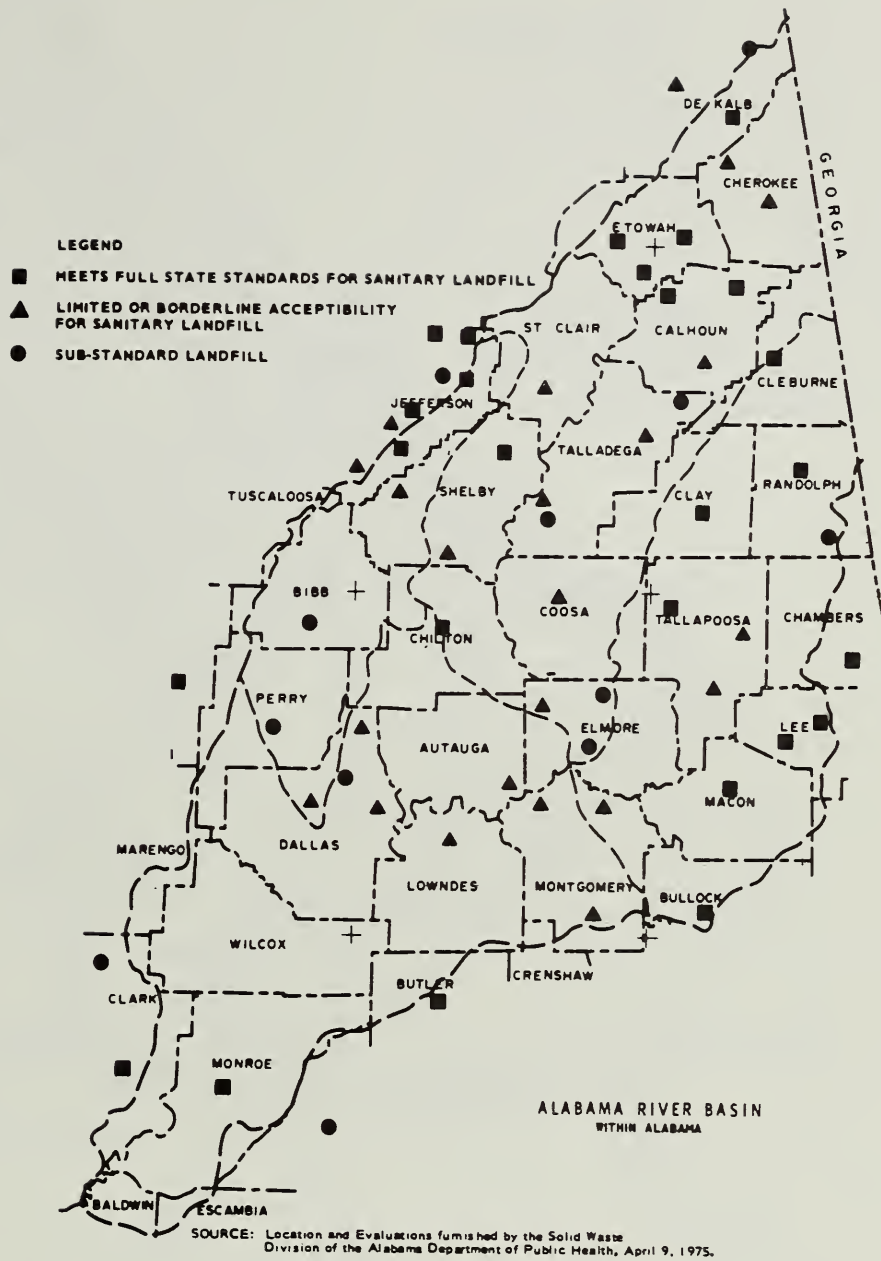 DE KALB
GEORGIA
CHEROKEE
ETOWAH
LEGEND
MEETS FULL STATE STANDARDS FOR SANITARY LANDFILL
LIMITED OR BORDERLINE ACCEPTIBILITY
FOR SANITARY LANDFILL
SUB-STANDARD LANDFILL
ST CLAIR
CALHOUN
CLEBURNE
JEFFERSON
TALLADEGA
TUSCALOOSA
SHELBY
CLAY
RANDOLPH
BIBB
COOSA
TALLAPOOSA
CHAMBERS
CHILTON
PERRY
ELMORE
LEE
AUTAUGA
MACON
MARENGO
DALLAS
LOWNDES
MONTGOMERY
BULLOCK
WILCOX
CRENSHAW
BUTLER
CLARK
MONROE
ALABAMA RIVER BASIN
WITHIN ALABAMA
BALDWIN
ESCAMBIA
SOURCE: Location and Evaluations furnished by the Solid Waste
Division of the Alabama Department of Public Health, April 9, 1975.